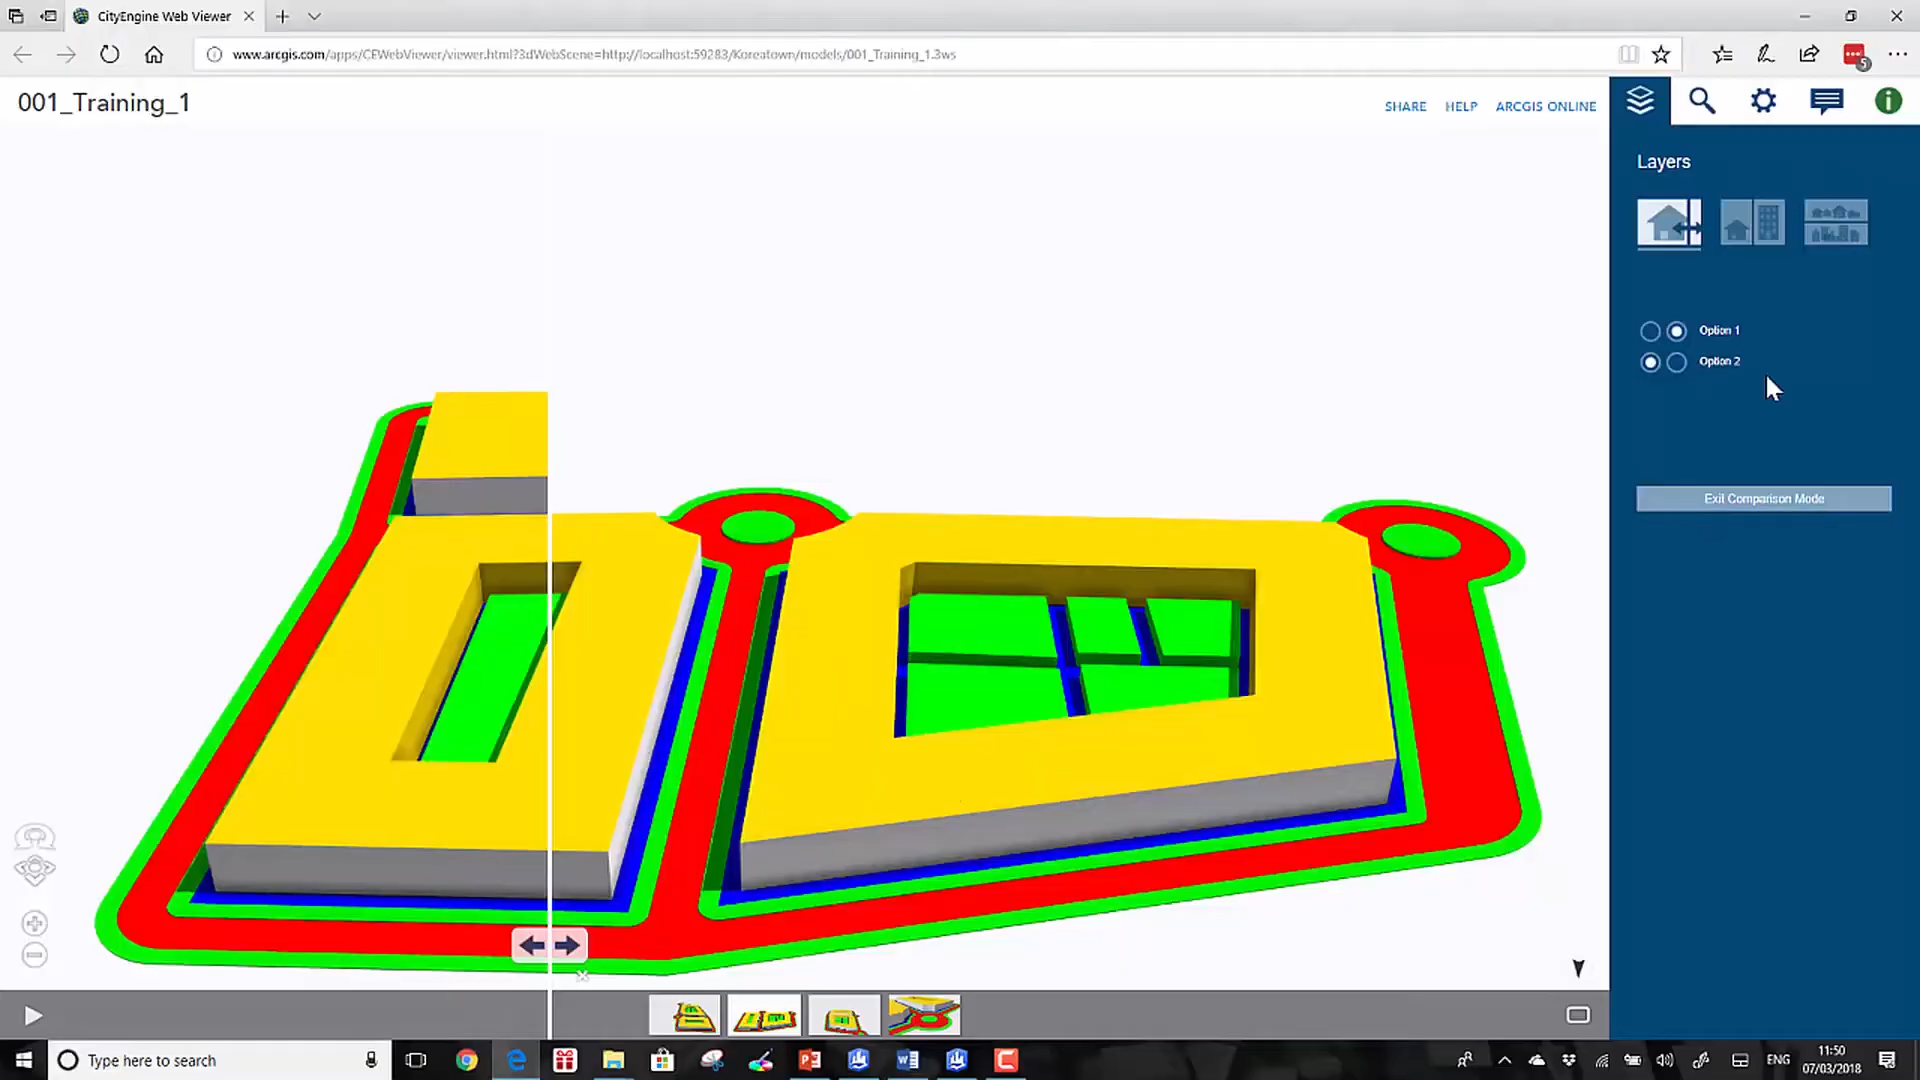 CityEngine Web Viewer
www.arcgis.com/apps/CEWebViewer/viewer.html?3dWebScene=http://localhost:59283/Koreatown/models/001_Training_1.3ws
5
001_Training_1
SHARE HELP ARCGIS ONLINE
Layers
Option 1
Option 2
Exit Comparison Mode
Type here to search
ENG
11:50
07/03/2018